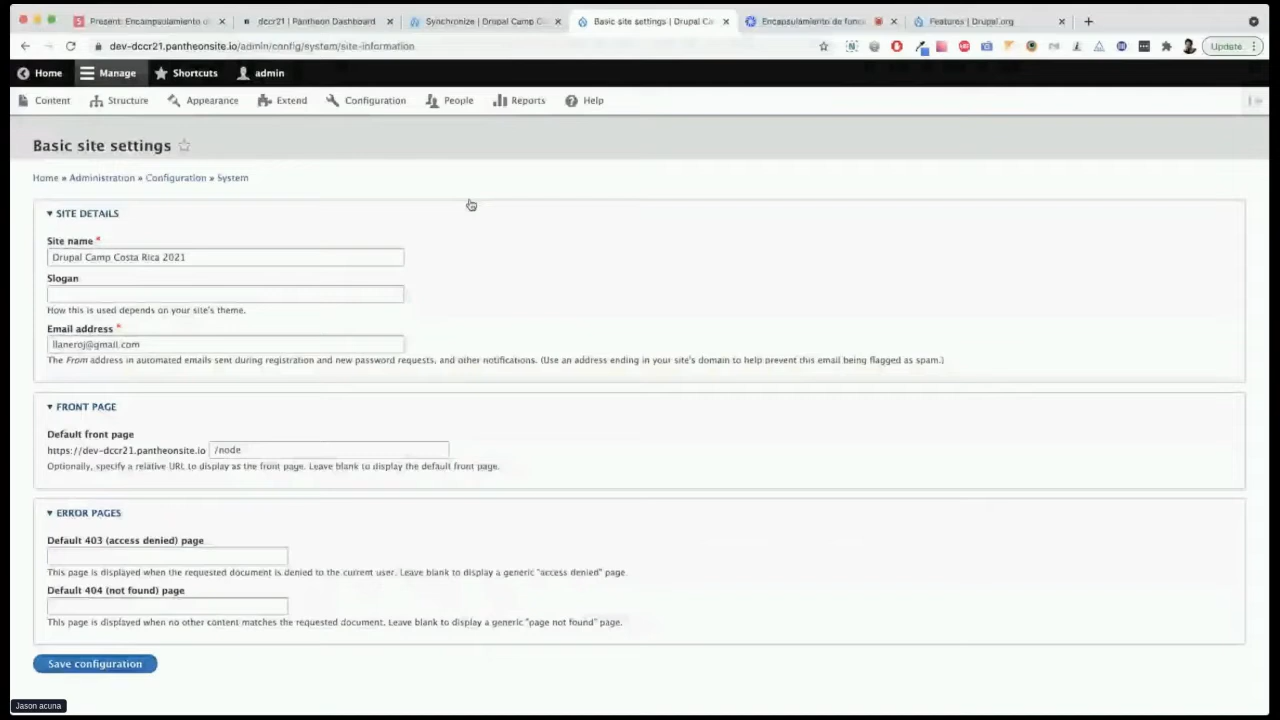 Present: Encampsulamiento d
dccr21 | Pantheon Dashboard
Synchronize | Drupal Camp C
Basic site settings | Drupal Ca
Encapsulamiento de func
Features | Drupal.org
dev-dccr21.pantheonsite.io/admin/config/system/site-information
Update
Home
Manage
Shortcuts
admin
Content
Structure
Appearance
Extend
Configuration
People
Reports
Help
Basic site settings
Home » Administration » Configuration » System
SITE DETAILS
Site name *
Drupal Camp Costa Rica 2021
Slogan
How this is used depends on your site's theme.
Email address *
llaneroj@gmail.com
The From address in automated emails sent during registration and new password requests, and other notifications. (Use an address ending in your site's domain to help prevent this email being flagged as spam.)
FRONT PAGE
Default front page
https://dev-dccr21.pantheonsite.io /node
Optionally, specify a relative URL to display as the front page. Leave blank to display the default front page.
ERROR PAGES
Default 403 (access denied) page
This page is displayed when the requested document is denied to the current user. Leave blank to display a generic "access denied" page.
Default 404 (not found) page
This page is displayed when no other content matches the requested document. Leave blank to display a generic "page not found" page.
Save configuration
Jason acuna